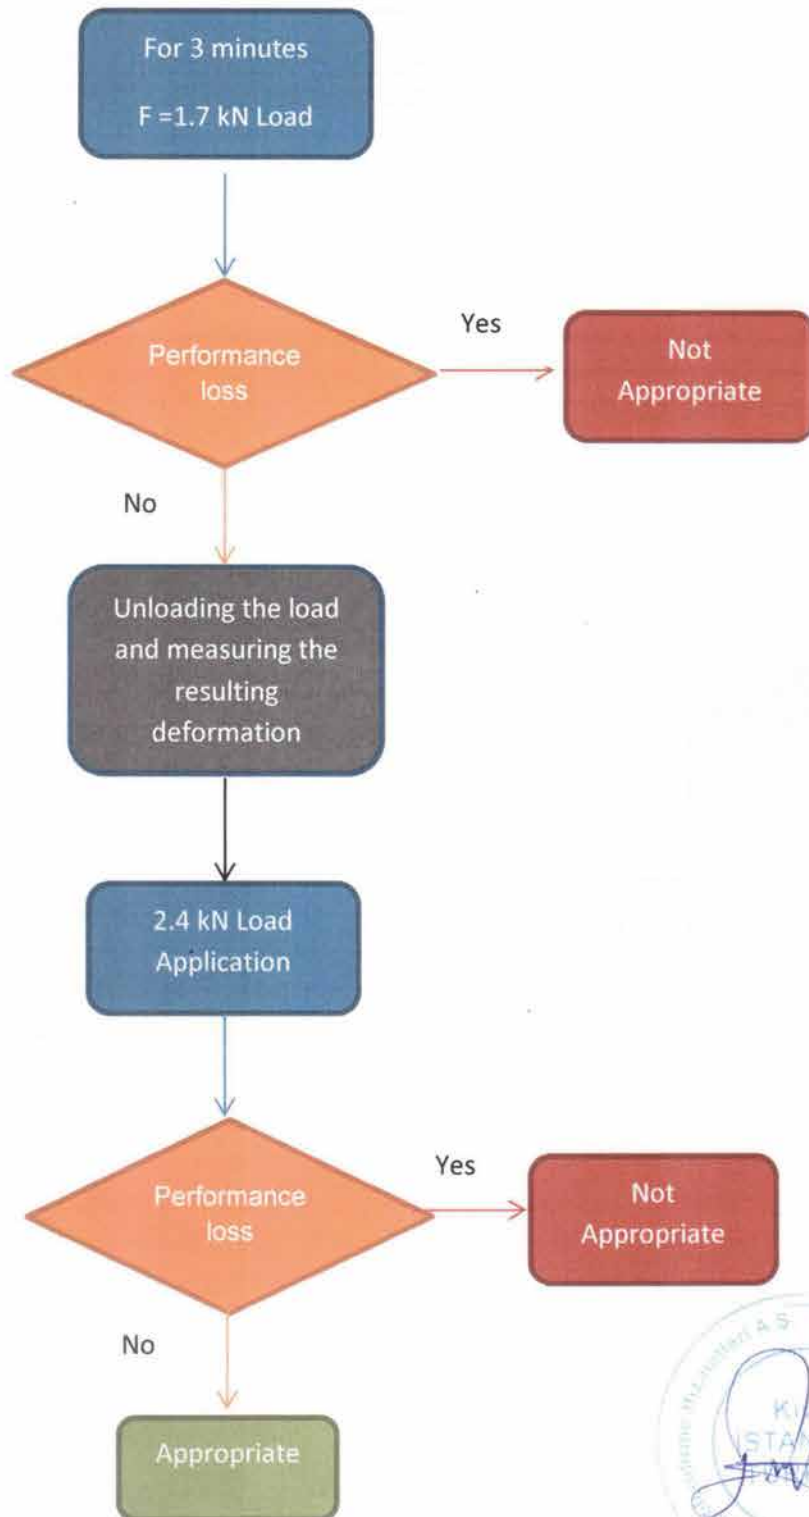 For 3 minutes
F =1.7 kN Load
Performance
loss
Yes
Not
Appropriate
No
Unloading the load
and measuring the
resulting
deformation
2.4 kN Load
Application
Performance
loss
Yes
Not
Appropriate
No
Appropriate
A.S